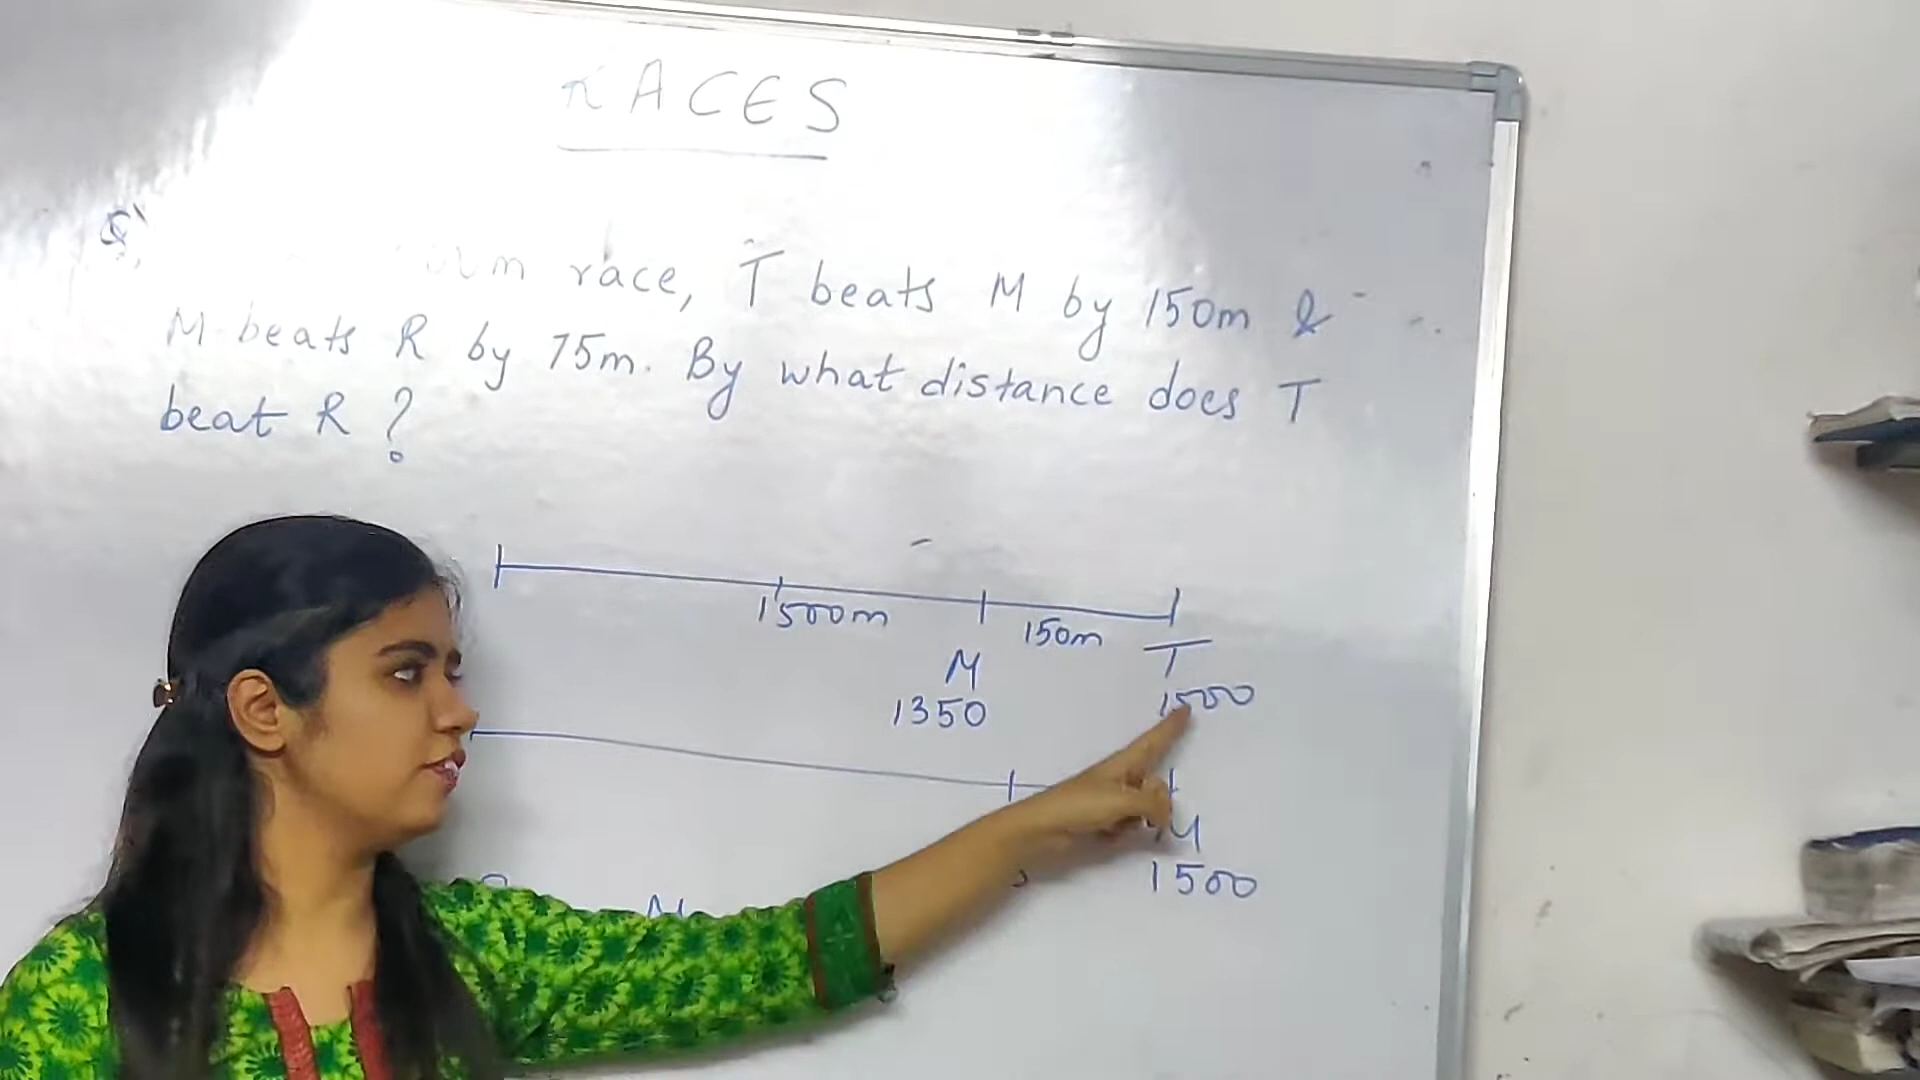 RACES
race, T beats M by 150m &
M beats R by 75m. By what distance does T
beat R ?
1500m
150m
M
T
1350
1500
M
1500